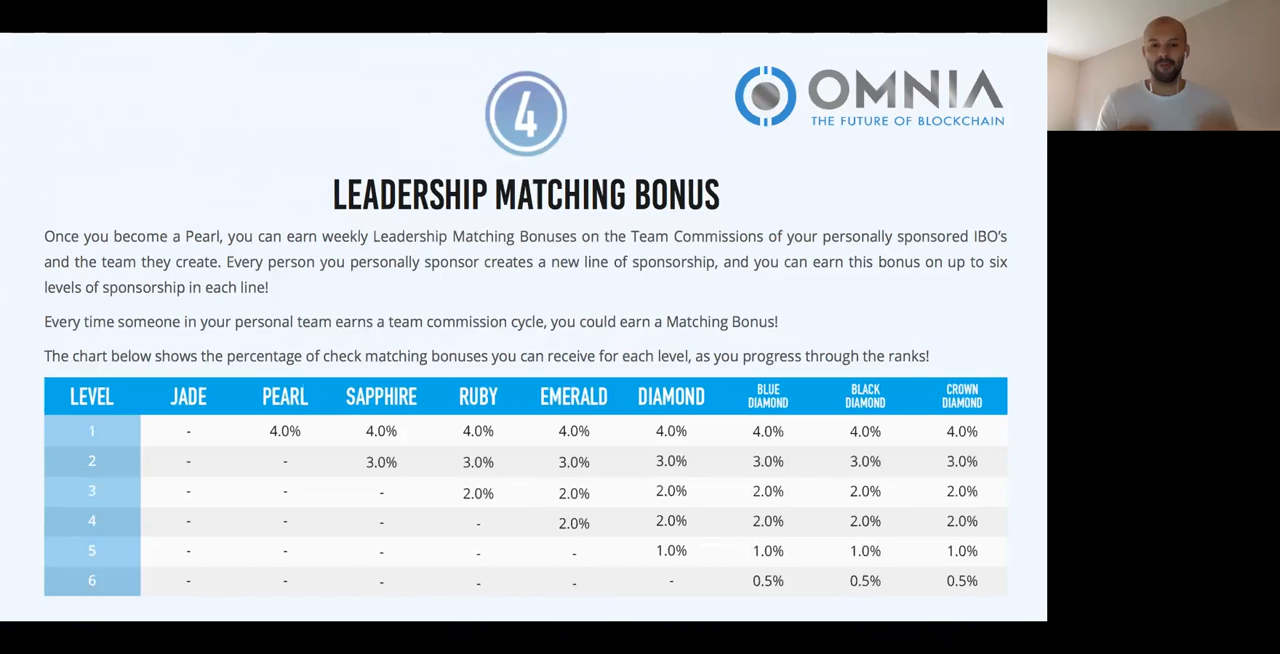 4
OMNIA
THE FUTURE OF BLOCKCHAIN
LEADERSHIP MATCHING BONUS
Once you become a Pearl, you can earn weekly Leadership Matching Bonuses on the Team Commissions of your personally sponsored IBO's
and the team they create. Every person you personally sponsor creates a new line of sponsorship, and you can earn this bonus on up to six
levels of sponsorship in each line!
Every time someone in your personal team earns a team commission cycle, you could earn a Matching Bonus!
The chart below shows the percentage of check matching bonuses you can receive for each level, as you progress through the ranks!
LEVEL JADE PEARL SAPPHIRE RUBY EMERALD DIAMOND BLUE DIAMOND BLACK DIAMOND CROWN DIAMOND
1 - 4.0% 4.0% 4.0% 4.0% 4.0% 4.0% 4.0% 4.0%
2 - - 3.0% 3.0% 3.0% 3.0% 3.0% 3.0% 3.0%
3 - - - 2.0% 2.0% 2.0% 2.0% 2.0% 2.0%
4 - - - - 2.0% 2.0% 2.0% 2.0% 2.0%
5 - - - - - 1.0% 1.0% 1.0% 1.0%
6 - - - - - - 0.5% 0.5% 0.5%